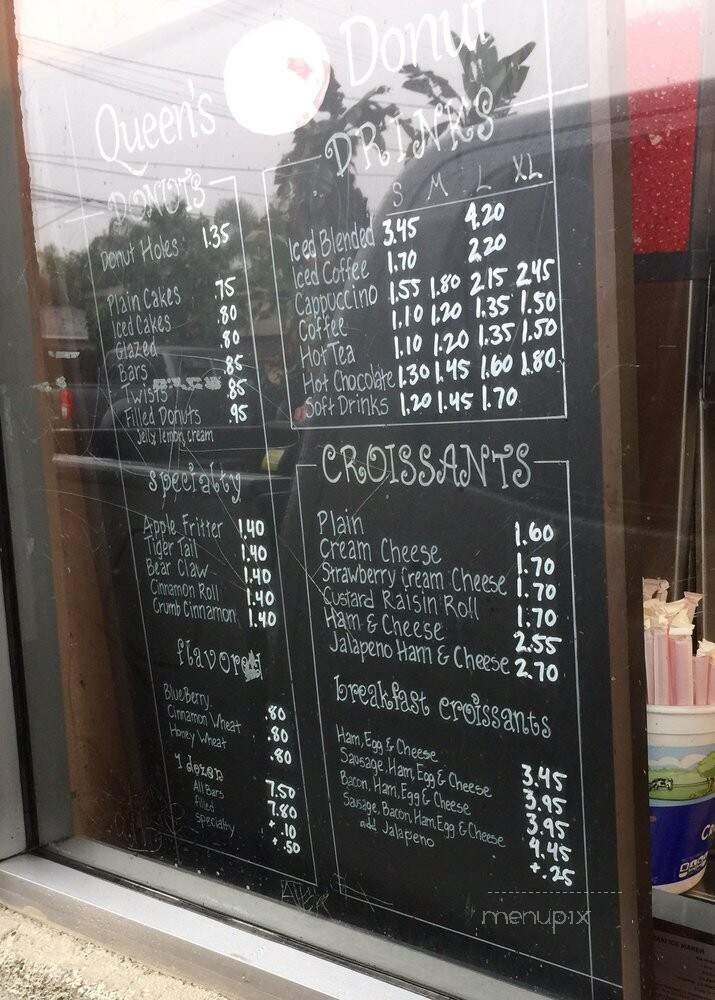 Queen's Donut
DONUTS
Donut Holes 1.35
Plain Cakes .75
Iced Cakes .80
Glazed .80
Bars .85
Twists .85
Filled Donuts .95
Jelly, lemon, cream
specialty
Apple Fritter 1.40
Tiger Tail 1.40
Bear Claw 1.40
Cinnamon Roll 1.40
Crumb Cinnamon 1.40
flavored
BlueBerry .80
Cinnamon Wheat .80
Honey Wheat .80
1 dozen 7.50
All Bars 7.80
filled +.10
specialty +.50
DRINKS
S M L XL
Iced Blended 3.45 4.20
Iced Coffee 1.70 2.20
Cappuccino 1.55 1.80 2.15 2.45
Coffee 1.10 1.20 1.35 1.50
Hot Tea 1.10 1.20 1.35 1.50
Hot Chocolate 1.30 1.45 1.60 1.80
Soft Drinks 1.20 1.45 1.70
CROISSANTS
Plain 1.60
Cream Cheese 1.70
Strawberry Cream Cheese 1.70
Custard Raisin Roll 1.70
Ham & Cheese 2.55
Jalapeno Ham & Cheese 2.70
breakfast croissants
Ham, Egg & Cheese 3.45
Sausage, Ham, Egg & Cheese 3.95
Bacon, Ham, Egg & Cheese 3.95
Sausage, Bacon, Ham, Egg & Cheese 4.45
add Jalapeno +.25
menupix